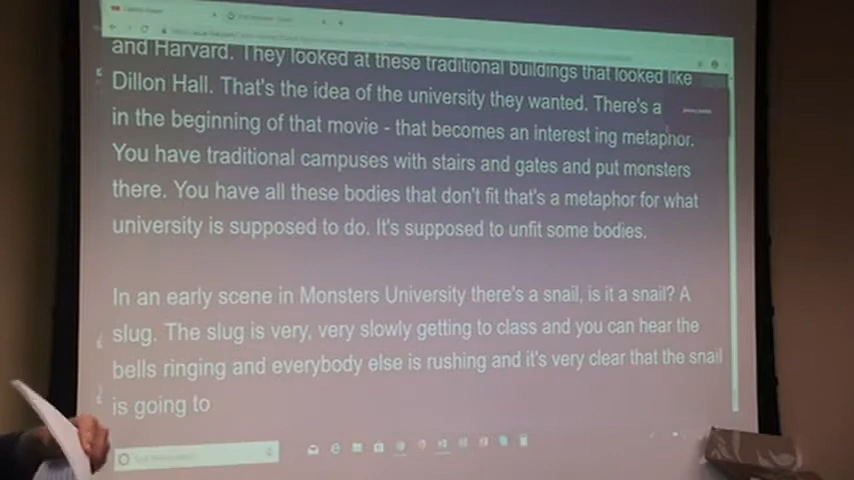 and Harvard. They looked at these traditional buildings that looked like
Dillon Hall. That's the idea of the university they wanted. There's a
in the beginning of that movie - that becomes an interest ing metaphor.
You have traditional campuses with stairs and gates and put monsters
there. You have all these bodies that don't fit that's a metaphor for what
university is supposed to do. It's supposed to unfit some bodies.
In an early scene in Monsters University there's a snail, is it a snail? A
slug. The slug is very, very slowly getting to class and you can hear the
bells ringing and everybody else is rushing and it's very clear that the snail
is going to